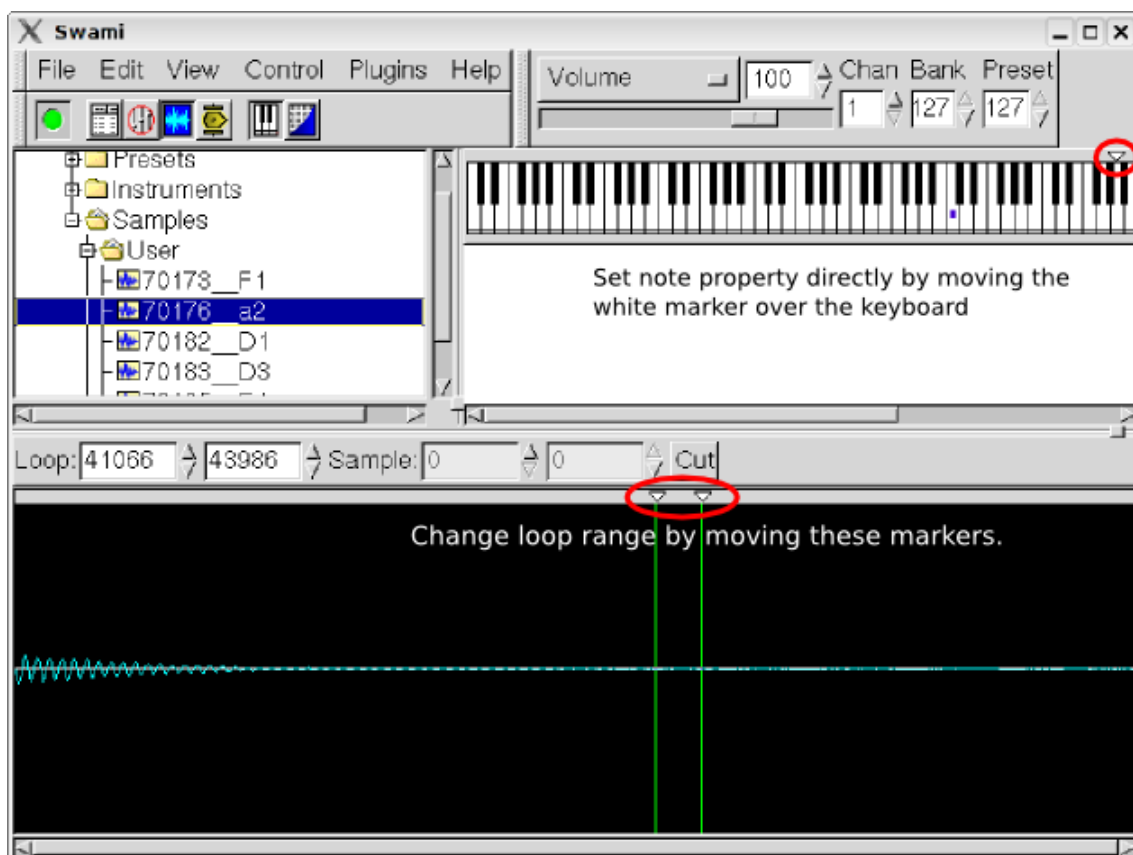 Swami
File Edit View Control Plugins Help
Volume 100 Chan Bank Preset
1 127 127
Presets
Instruments
Samples
User
70173__F1
70176__a2
70182__D1
70183__D3
Set note property directly by moving the
white marker over the keyboard
Loop: 41066 43986 Sample: 0 0 Cut
Change loop range by moving these markers.